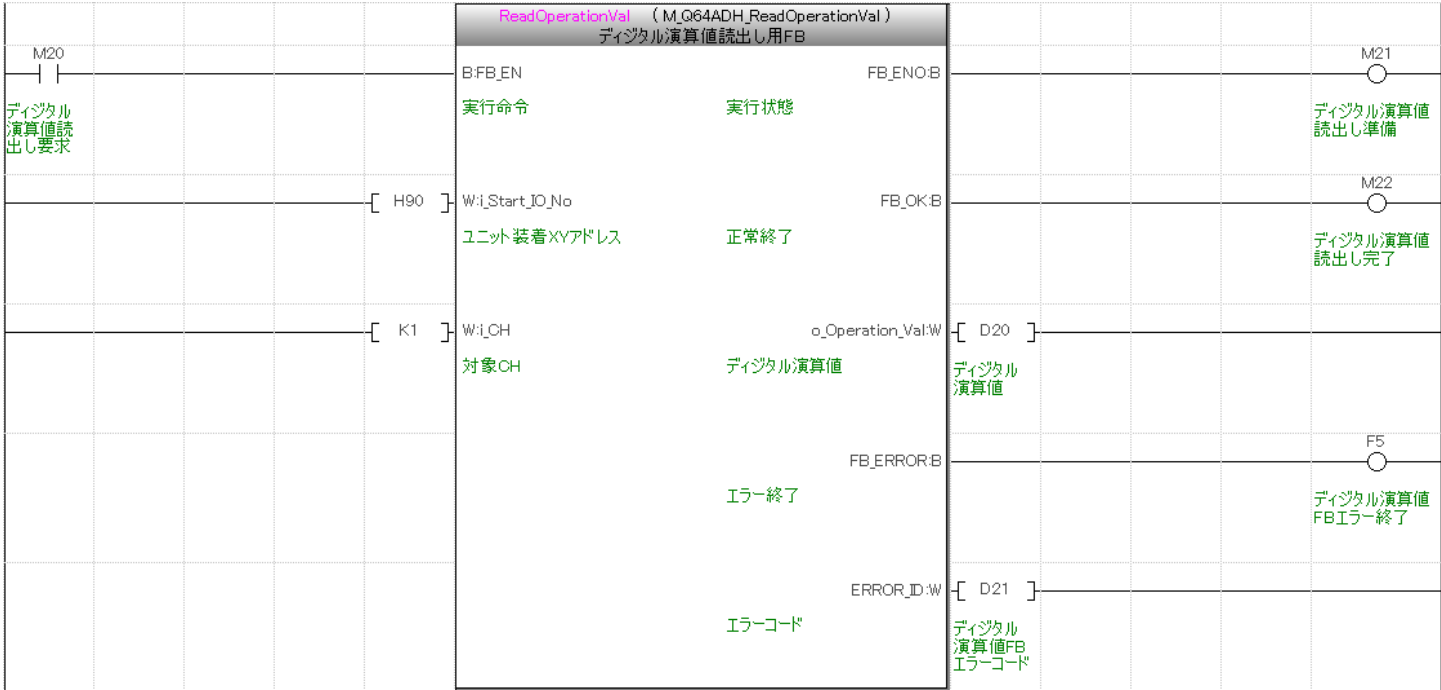 ReadOperationVal (M_Q64ADH_ReadOperationVal)
ディジタル演算値読出し用FB
M20
B:FB_EN
FB_ENO:B
M21
ディジタル
演算値読
出し要求
実行命令
実行状態
ディジタル演算値
読出し準備
H90
W:i_Start_IO_No
FB_OK:B
M22
ユニット装着XYアドレス
正常終了
ディジタル演算値
読出し完了
K1
W:i_CH
o_Operation_Val:W
D20
対象CH
ディジタル演算値
ディジタル
演算値
FB_ERROR:B
F5
エラー終了
ディジタル演算値
FBエラー終了
ERROR_ID:W
D21
エラーコード
ディジタル
演算値FB
エラーコード